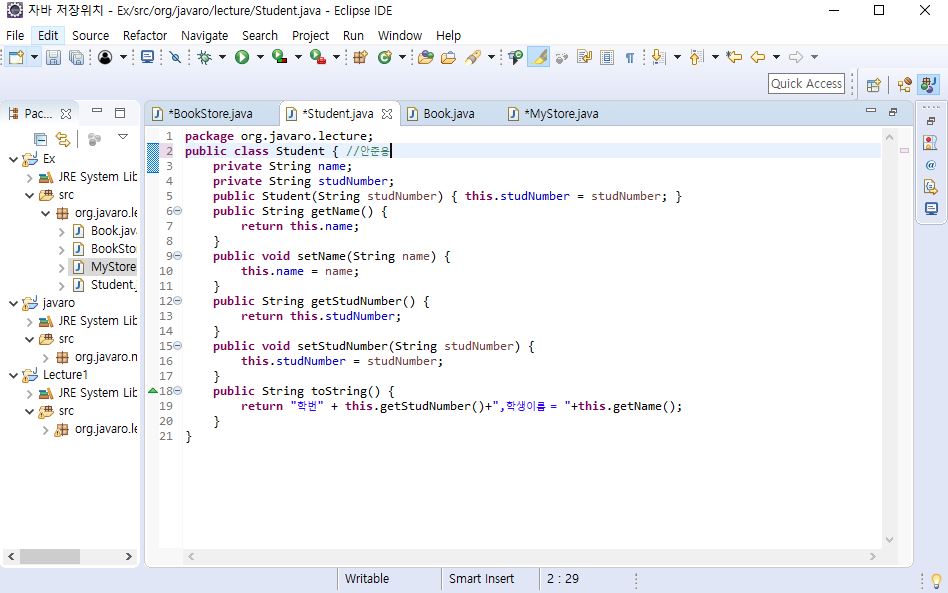 자바 저장위치 - Ex/src/org/javaro/lecture/Student.java - Eclipse IDE
File Edit Source Refactor Navigate Search Project Run Window Help
Quick Access
Pac...
*BookStore.java *Student.java Book.java *MyStore.java
Ex
JRE System Lib
src
org.javaro.le
Book.jav
BookSto
MyStore
Student.
javaro
JRE System Lib
src
org.javaro.n
Lecture1
JRE System Lib
src
org.javaro.le
1 package org.javaro.lecture;
2 public class Student { //안준용
3 private String name;
4 private String studNumber;
5 public Student(String studNumber) { this.studNumber = studNumber; }
6 public String getName() {
7 return this.name;
8 }
9 public void setName(String name) {
10 this.name = name;
11 }
12 public String getStudNumber() {
13 return this.studNumber;
14 }
15 public void setStudNumber(String studNumber) {
16 this.studNumber = studNumber;
17 }
18 public String toString() {
19 return "학번" + this.getStudNumber()+",학생이름 = "+this.getName();
20 }
21 }
Writable Smart Insert 2 : 29